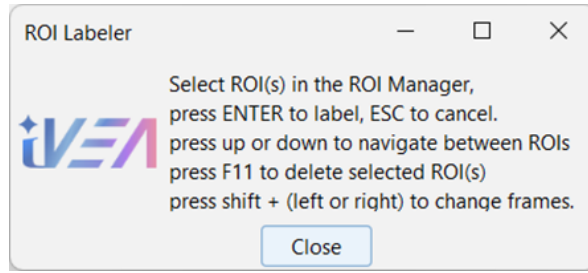 ROI Labeler
Select ROI(s) in the ROI Manager,
press ENTER to label, ESC to cancel.
press up or down to navigate between ROIs
press F11 to delete selected ROI(s)
press shift + (left or right) to change frames.
iVEA
Close